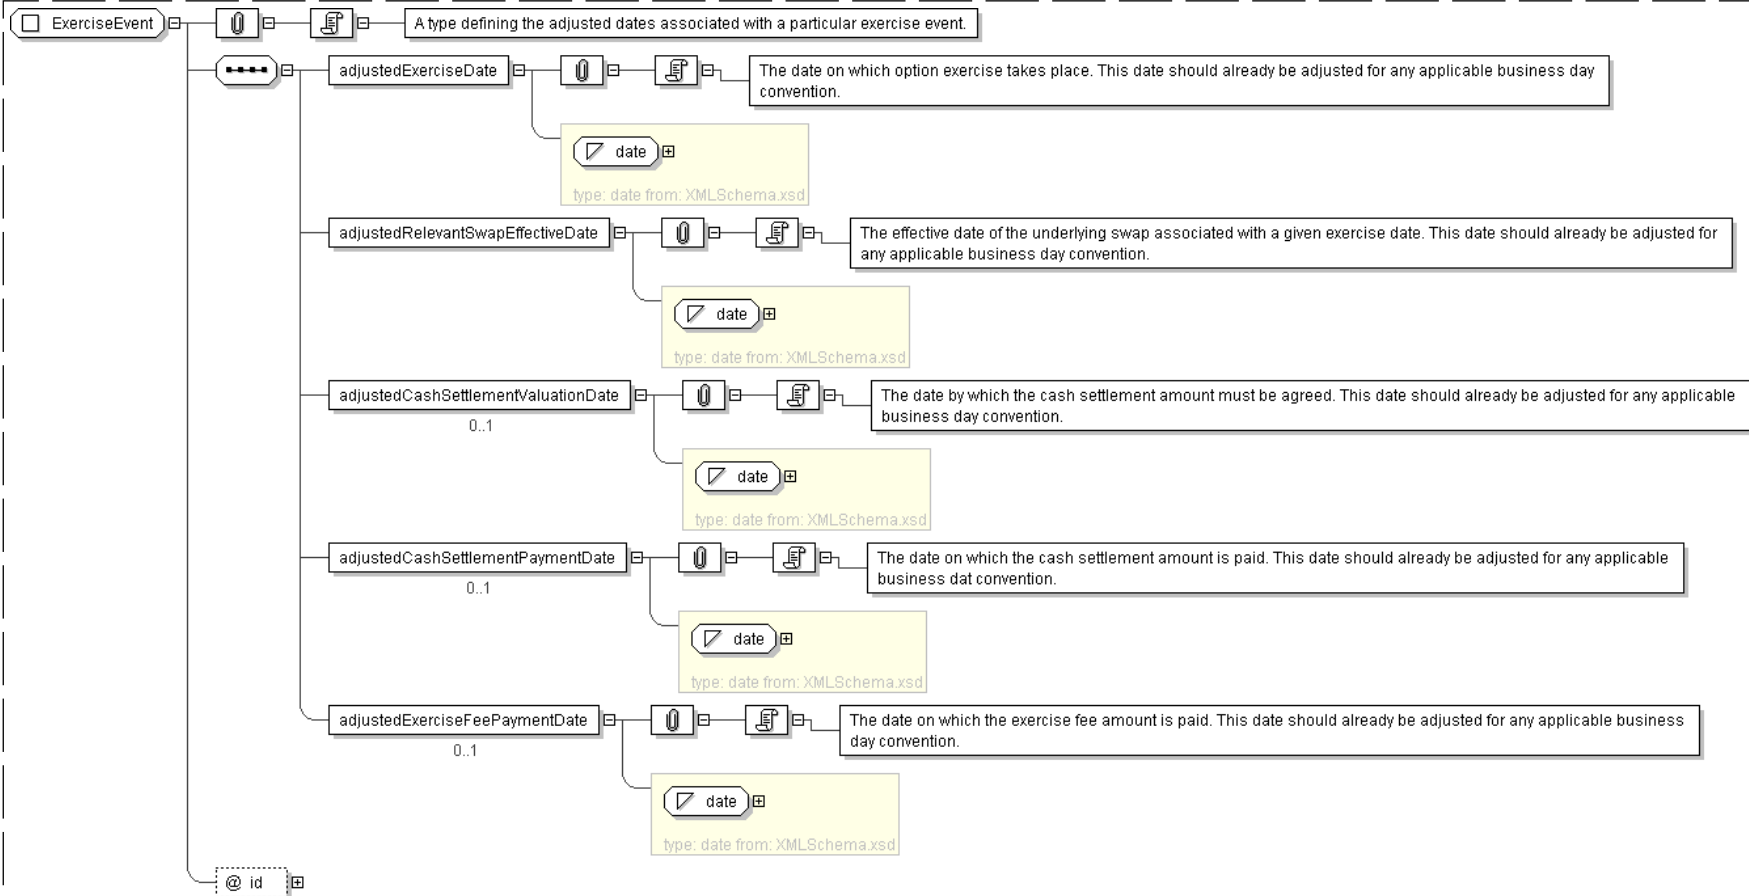 ExerciseEvent
A type defining the adjusted dates associated with a particular exercise event.
adjustedExerciseDate
The date on which option exercise takes place. This date should already be adjusted for any applicable business day
convention.
date
type: date from: XMLSchema.xsd
adjustedRelevantSwapEffectiveDate
The effective date of the underlying swap associated with a given exercise date. This date should already be adjusted for
any applicable business day convention.
date
type: date from: XMLSchema.xsd
adjustedCashSettlementValuationDate
0..1
The date by which the cash settlement amount must be agreed. This date should already be adjusted for any applicable
business day convention.
date
type: date from: XMLSchema.xsd
adjustedCashSettlementPaymentDate
0..1
The date on which the cash settlement amount is paid. This date should already be adjusted for any applicable
business dat convention.
date
type: date from: XMLSchema.xsd
adjustedExerciseFeePaymentDate
0..1
The date on which the exercise fee amount is paid. This date should already be adjusted for any applicable business
day convention.
date
type: date from: XMLSchema.xsd
@ id